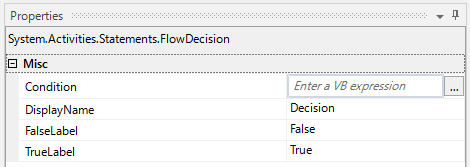 Properties
System.Activities.Statements.FlowDecision
Misc
Condition Enter a VB expression ...
DisplayName Decision
FalseLabel False
TrueLabel True